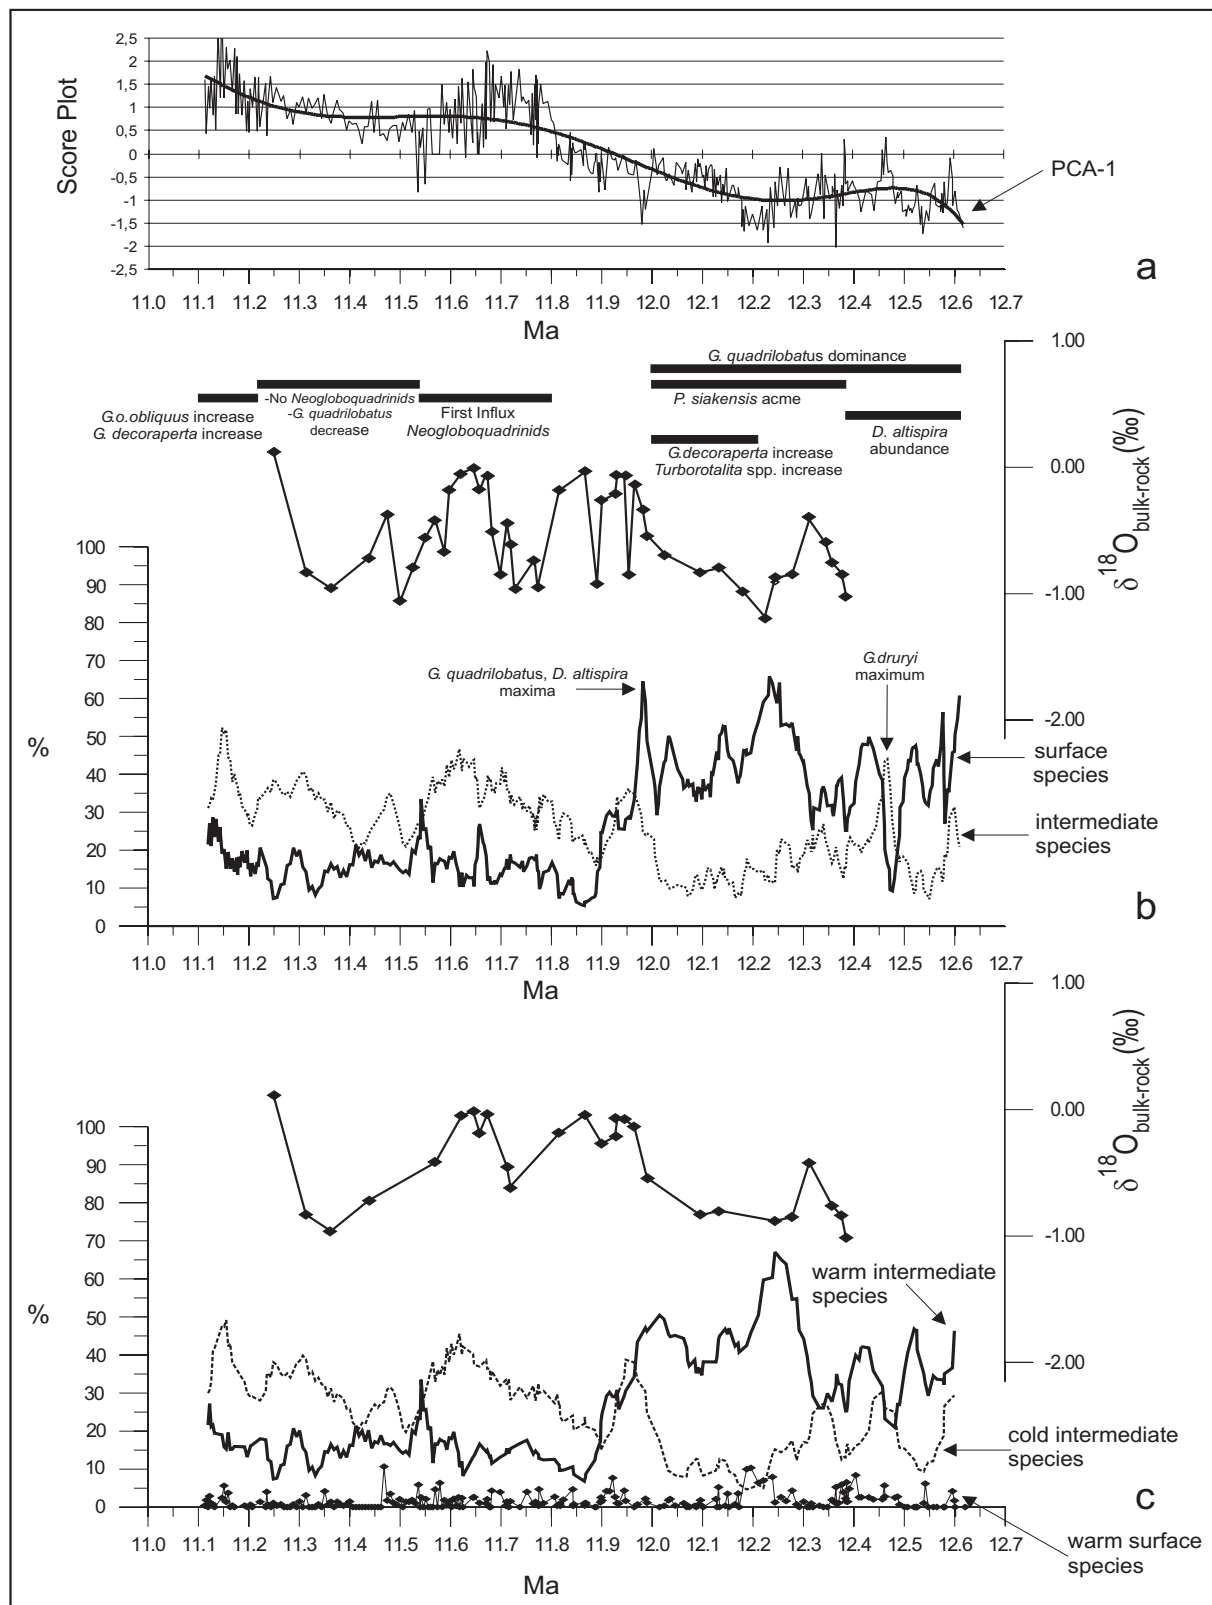 2,5
2
1,5
1
0,5
0
-0,5
-1
-1,5
-2
-2,5
Score Plot
PCA-1
a
11.0 11.1 11.2 11.3 11.4 11.5 11.6 11.7 11.8 11.9 12.0 12.1 12.2 12.3 12.4 12.5 12.6 12.7
Ma
1.00
0.00
-1.00
-2.00
δ18Obulk-rock(‰)
G. quadrilobatus dominance
P. siakensis acme
G.o.obliquus increase
G. decoraperta increase
-No Neogloboquadrinids
-G. quadrilobatus
decrease
First Influx
Neogloboquadrinids
G.decoraperta increase
Turborotalita spp. increase
D. altispira
abundance
100
90
80
70
60
50
40
30
20
10
0
%
G. quadrilobatus, D. altispira
maxima
G.druryi
maximum
surface
species
intermediate
species
b
11.0 11.1 11.2 11.3 11.4 11.5 11.6 11.7 11.8 11.9 12.0 12.1 12.2 12.3 12.4 12.5 12.6 12.7
Ma
1.00
0.00
-1.00
-2.00
δ18Obulk-rock(‰)
100
90
80
70
60
50
40
30
20
10
0
%
warm intermediate
species
cold intermediate
species
c
warm surface
species
11.0 11.1 11.2 11.3 11.4 11.5 11.6 11.7 11.8 11.9 12.0 12.1 12.2 12.3 12.4 12.5 12.6 12.7
Ma